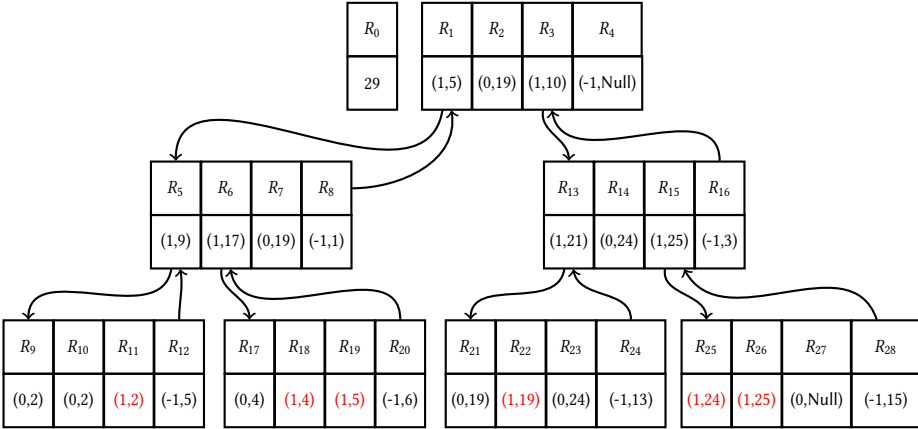 R₀ R₁ R₂ R₃ R₄
29 (1,5) (0,19) (1,10) (-1,Null)
R₅ R₆ R₇ R₈ R₁₃ R₁₄ R₁₅ R₁₆
(1,9) (1,17) (0,19) (-1,1) (1,21) (0,24) (1,25) (-1,3)
R₉ R₁₀ R₁₁ R₁₂ R₁₇ R₁₈ R₁₉ R₂₀ R₂₁ R₂₂ R₂₃ R₂₄ R₂₅ R₂₆ R₂₇ R₂₈
(0,2) (0,2) (1,2) (-1,5) (0,4) (1,4) (1,5) (-1,6) (0,19) (1,19) (0,24) (-1,13) (1,24) (1,25) (0,Null) (-1,15)